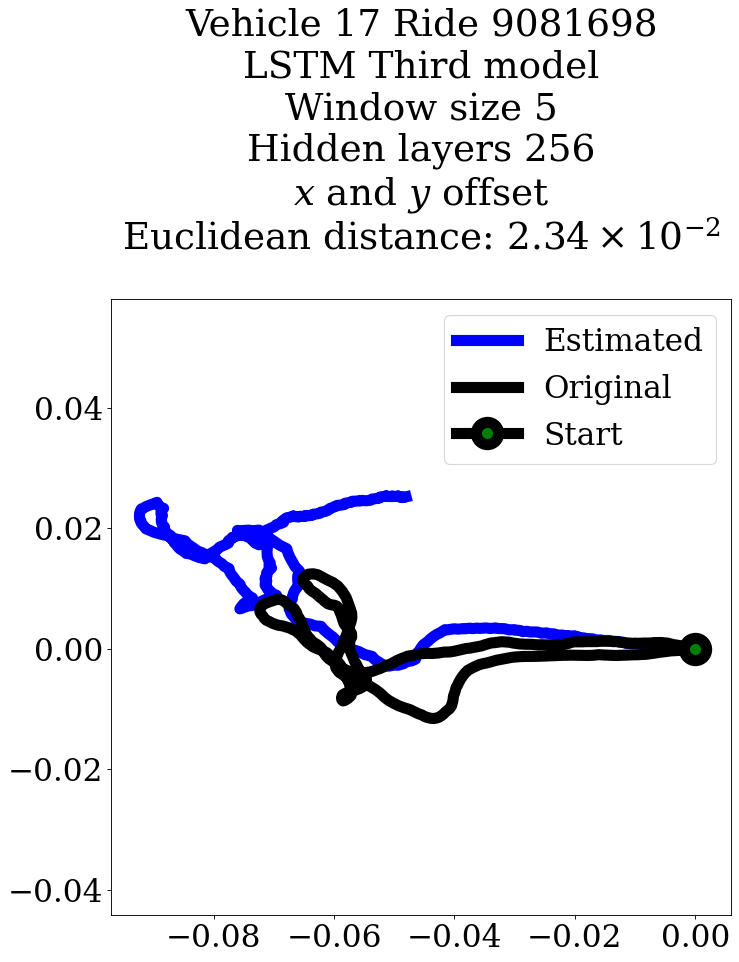 Vehicle 17 Ride 9081698
LSTM Third model
Window size 5
Hidden layers 256
x and y offset
Euclidean distance: 2.34 × 10⁻²
Estimated
Original
Start
0.04
0.02
0.00
−0.02
−0.04
−0.08 −0.06 −0.04 −0.02 0.00